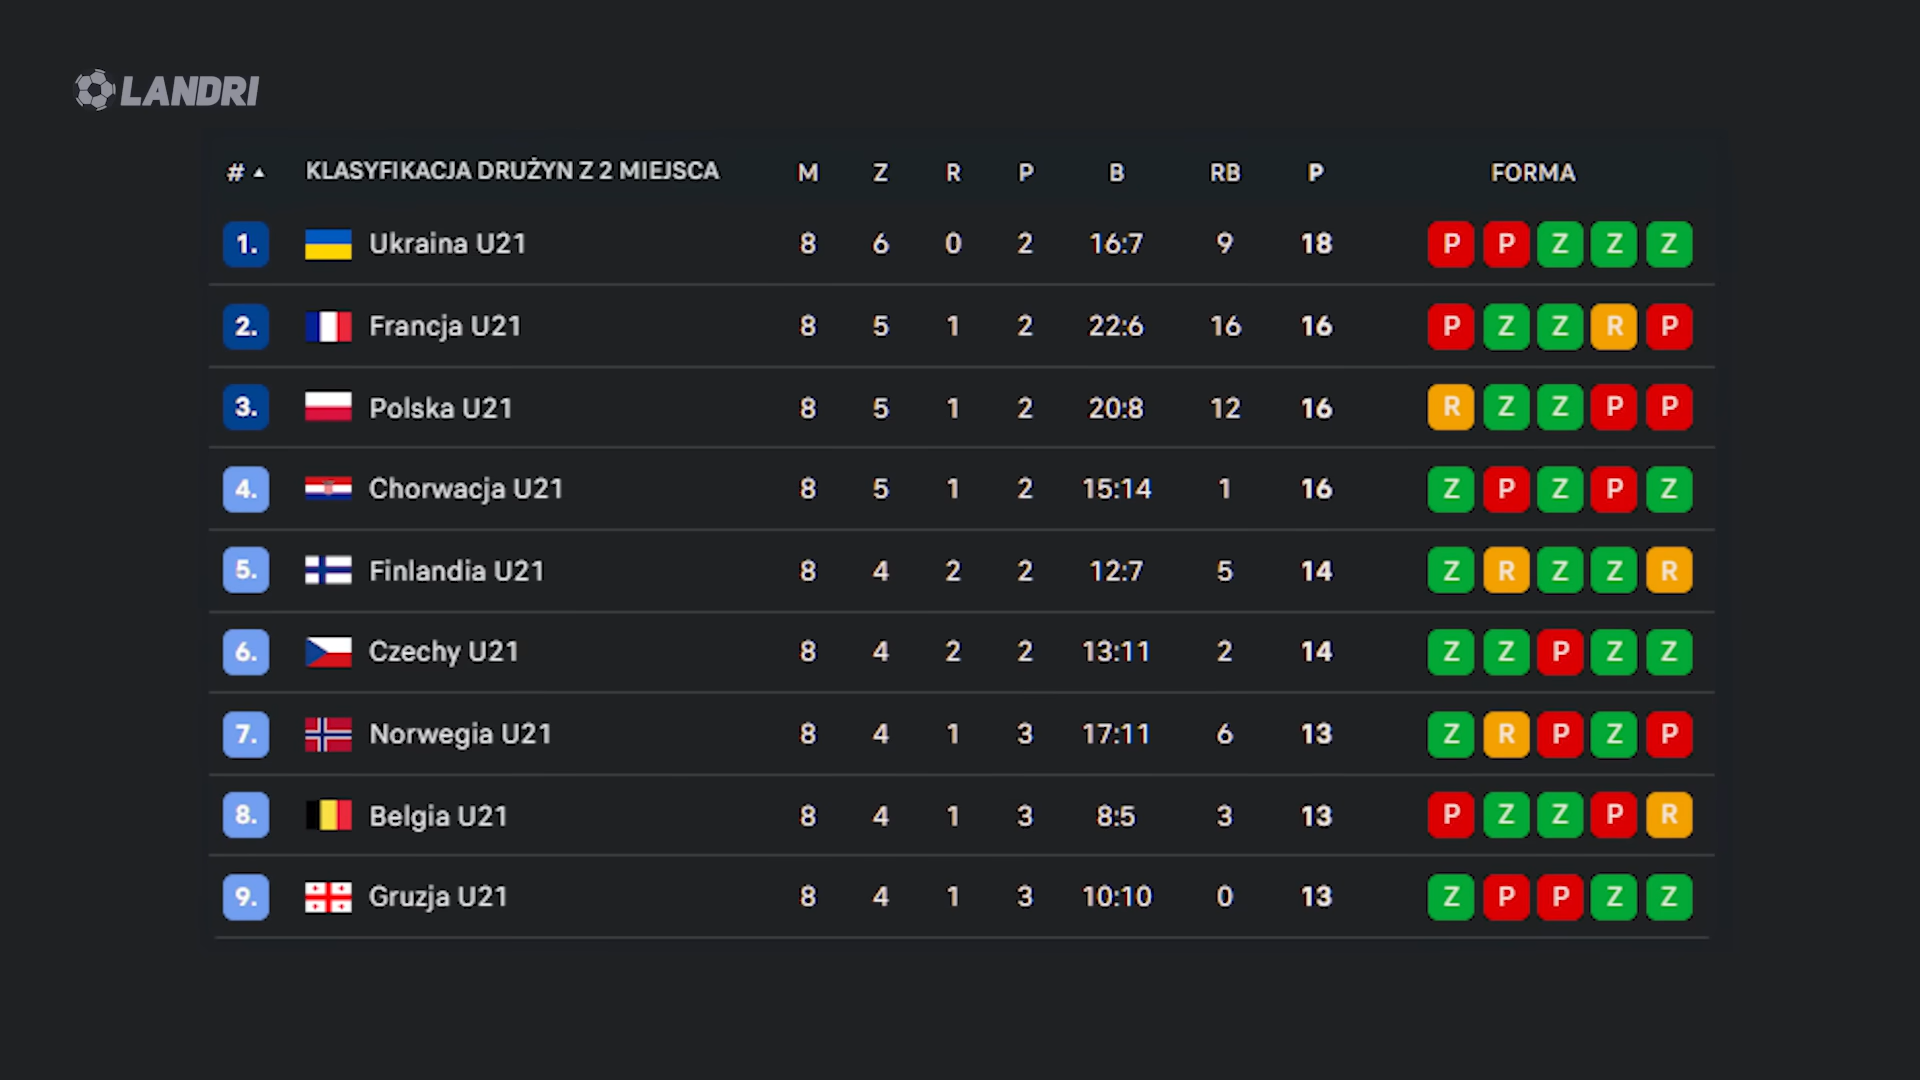 LANDRI
# KLASYFIKACJA DRUŻYN Z 2 MIEJSCA M Z R P B RB P FORMA
1. Ukraina U21 8 6 0 2 16:7 9 18 P P Z Z Z
2. Francja U21 8 5 1 2 22:6 16 16 P Z Z R P
3. Polska U21 8 5 1 2 20:8 12 16 R Z Z P P
4. Chorwacja U21 8 5 1 2 15:14 1 16 Z P Z P Z
5. Finlandia U21 8 4 2 2 12:7 5 14 Z R Z Z R
6. Czechy U21 8 4 2 2 13:11 2 14 Z Z P Z Z
7. Norwegia U21 8 4 1 3 17:11 6 13 Z R P Z P
8. Belgia U21 8 4 1 3 8:5 3 13 P Z Z P R
9. Gruzja U21 8 4 1 3 10:10 0 13 Z P P Z Z